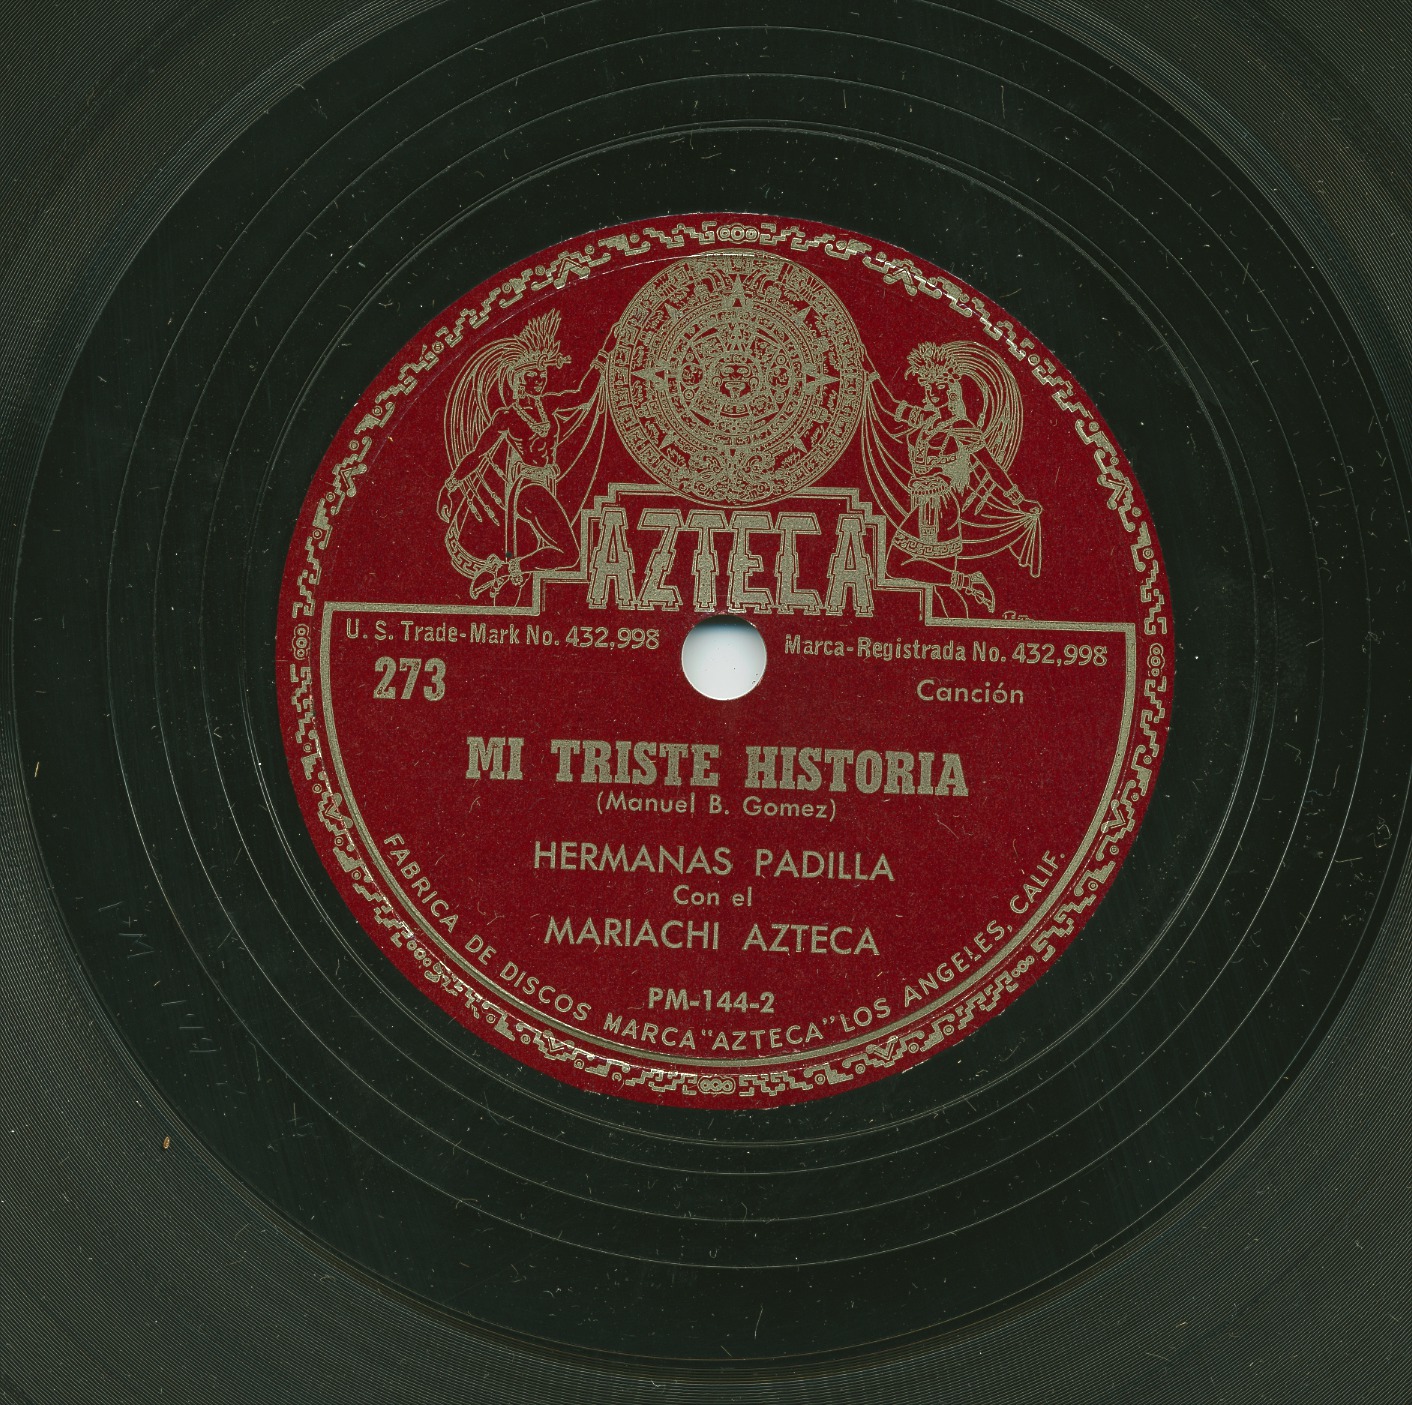 AZTECA
U. S. Trade-Mark No. 432,998
Marca-Registrada No. 432,998
273
Canción
MI TRISTE HISTORIA
(Manuel B. Gomez)
HERMANAS PADILLA
Con el
MARIACHI AZTECA
PM-144-2
FABRICA DE DISCOS MARCA "AZTECA" LOS ANGELES, CALIF.